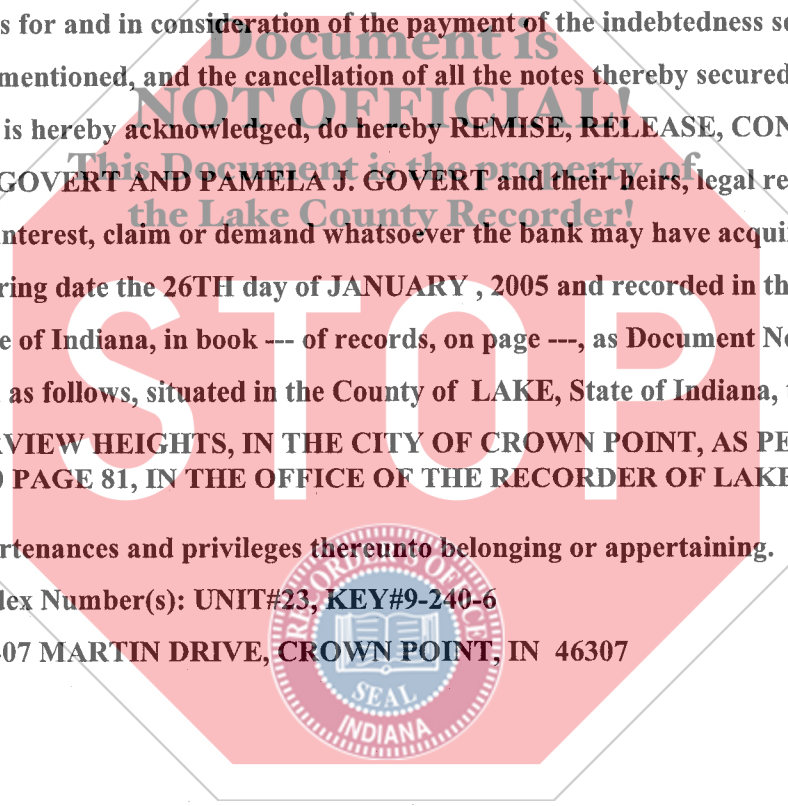 s for and in consideration of the payment of the indebtedness se
Document is
mentioned, and the cancellation of all the notes thereby secured
NOT OFFICIAL!
is hereby acknowledged, do hereby REMISE, RELEASE, CON
This Document is the property of
GOVERT AND PAMELA J. GOVERT and their heirs, legal re
the Lake County Recorder!
interest, claim or demand whatsoever the bank may have acqui
ring date the 26TH day of JANUARY , 2005 and recorded in th
e of Indiana, in book --- of records, on page ---, as Document N
as follows, situated in the County of LAKE, State of Indiana,
STOP
VIEW HEIGHTS, IN THE CITY OF CROWN POINT, AS PE
PAGE 81, IN THE OFFICE OF THE RECORDER OF LAKE
rtenances and privileges thereunto belonging or appertaining.
dex Number(s): UNIT#23, KEY#9-240-6
07 MARTIN DRIVE, CROWN POINT, IN 46307
RECORDER'S OFFICE
SEAL
INDIANA